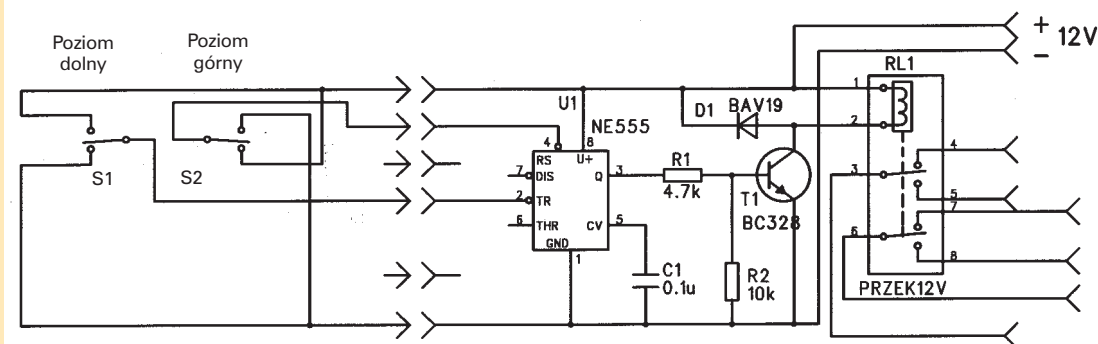 Poziom
dolny
Poziom
górny
S1
S2
+
12V
-
U1
NE555
4
8
RS
U+
7
DIS
Q
3
2
TR
6
THR
CV
5
GND
1
C1
0.1u
R1
4.7k
R2
10k
D1
BAV19
T1
BC328
RL1
1
2
3
4
5
7
6
8
PRZEK12V